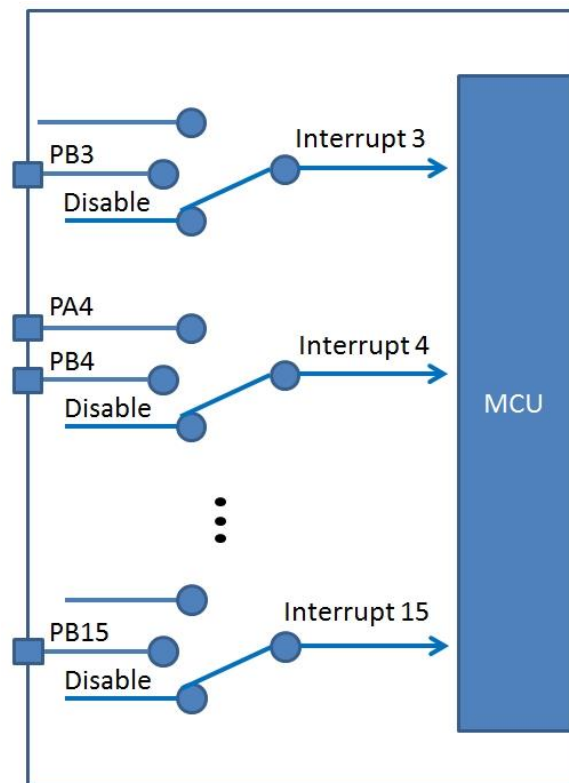 Interrupt 3
PB3
Disable
PA4
Interrupt 4
PB4
Disable
MCU
Interrupt 15
PB15
Disable